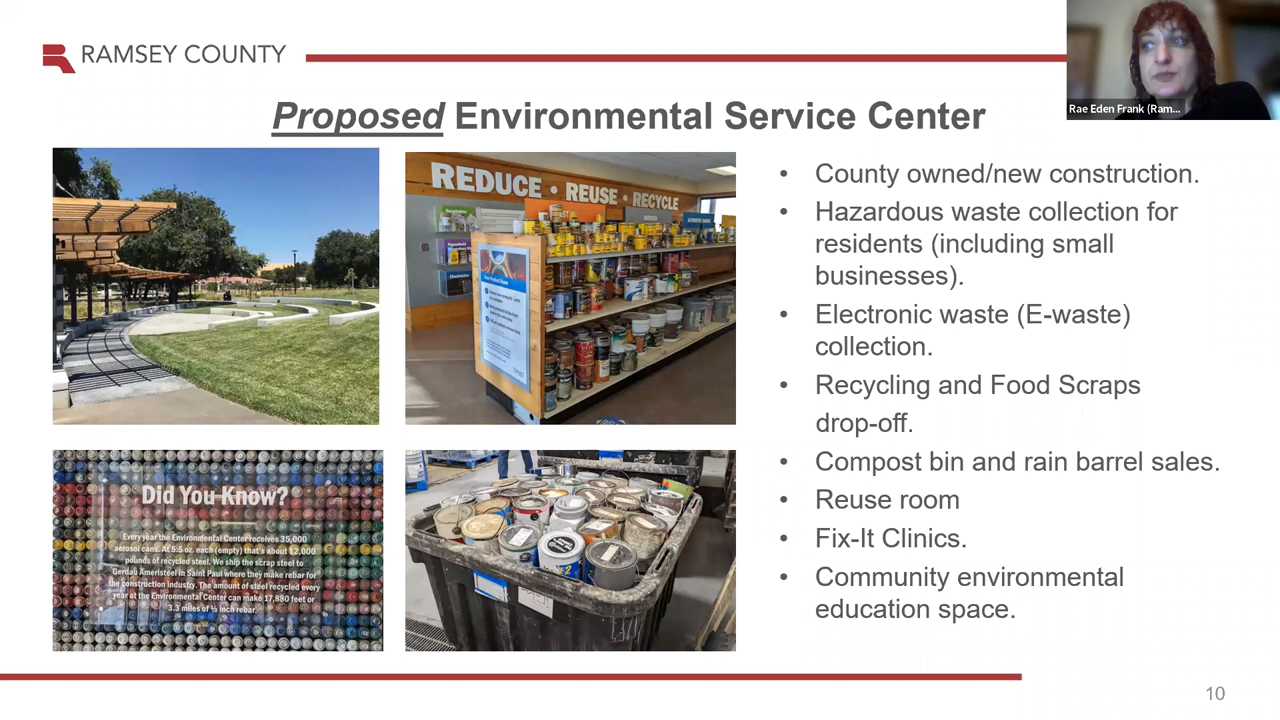 RAMSEY COUNTY
Rae Eden Frank (Ram...
Proposed Environmental Service Center
REDUCE • REUSE • RECYCLE
Electronics
Did You Know?
Every year the Environmental Center receives 35,000
aerosol cans. At 5.5 oz. each (empty) that's about 12,000
pounds of recycled steel. We ship the scrap steel to
Gerdau Ameristeel in Saint Paul where they make rebar for
the construction industry. The amount of steel recycled every
year at the Environmental Center can make 17,880 feet or
3.3 miles of ½ inch rebar.
• County owned/new construction.
• Hazardous waste collection for
residents (including small
businesses).
• Electronic waste (E-waste)
collection.
• Recycling and Food Scraps
drop-off.
• Compost bin and rain barrel sales.
• Reuse room
• Fix-It Clinics.
• Community environmental
education space.
10